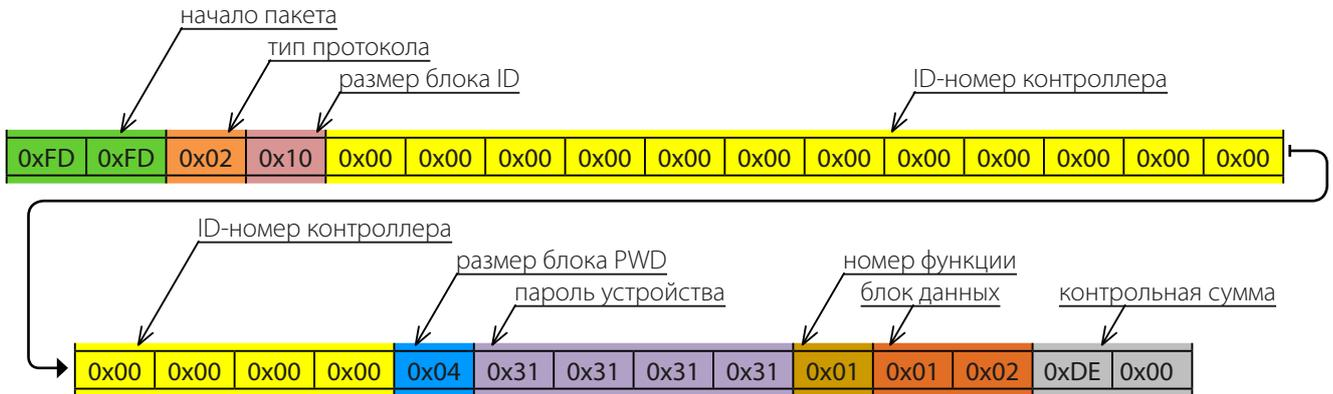 начало пакета
тип протокола
размер блока ID
ID-номер контроллера
0xFD 0xFD 0x02 0x10 0x00 0x00 0x00 0x00 0x00 0x00 0x00 0x00 0x00 0x00 0x00 0x00
ID-номер контроллера
размер блока PWD
номер функции
пароль устройства
блок данных
контрольная сумма
0x00 0x00 0x00 0x00 0x04 0x31 0x31 0x31 0x31 0x01 0x01 0x02 0xDE 0x00